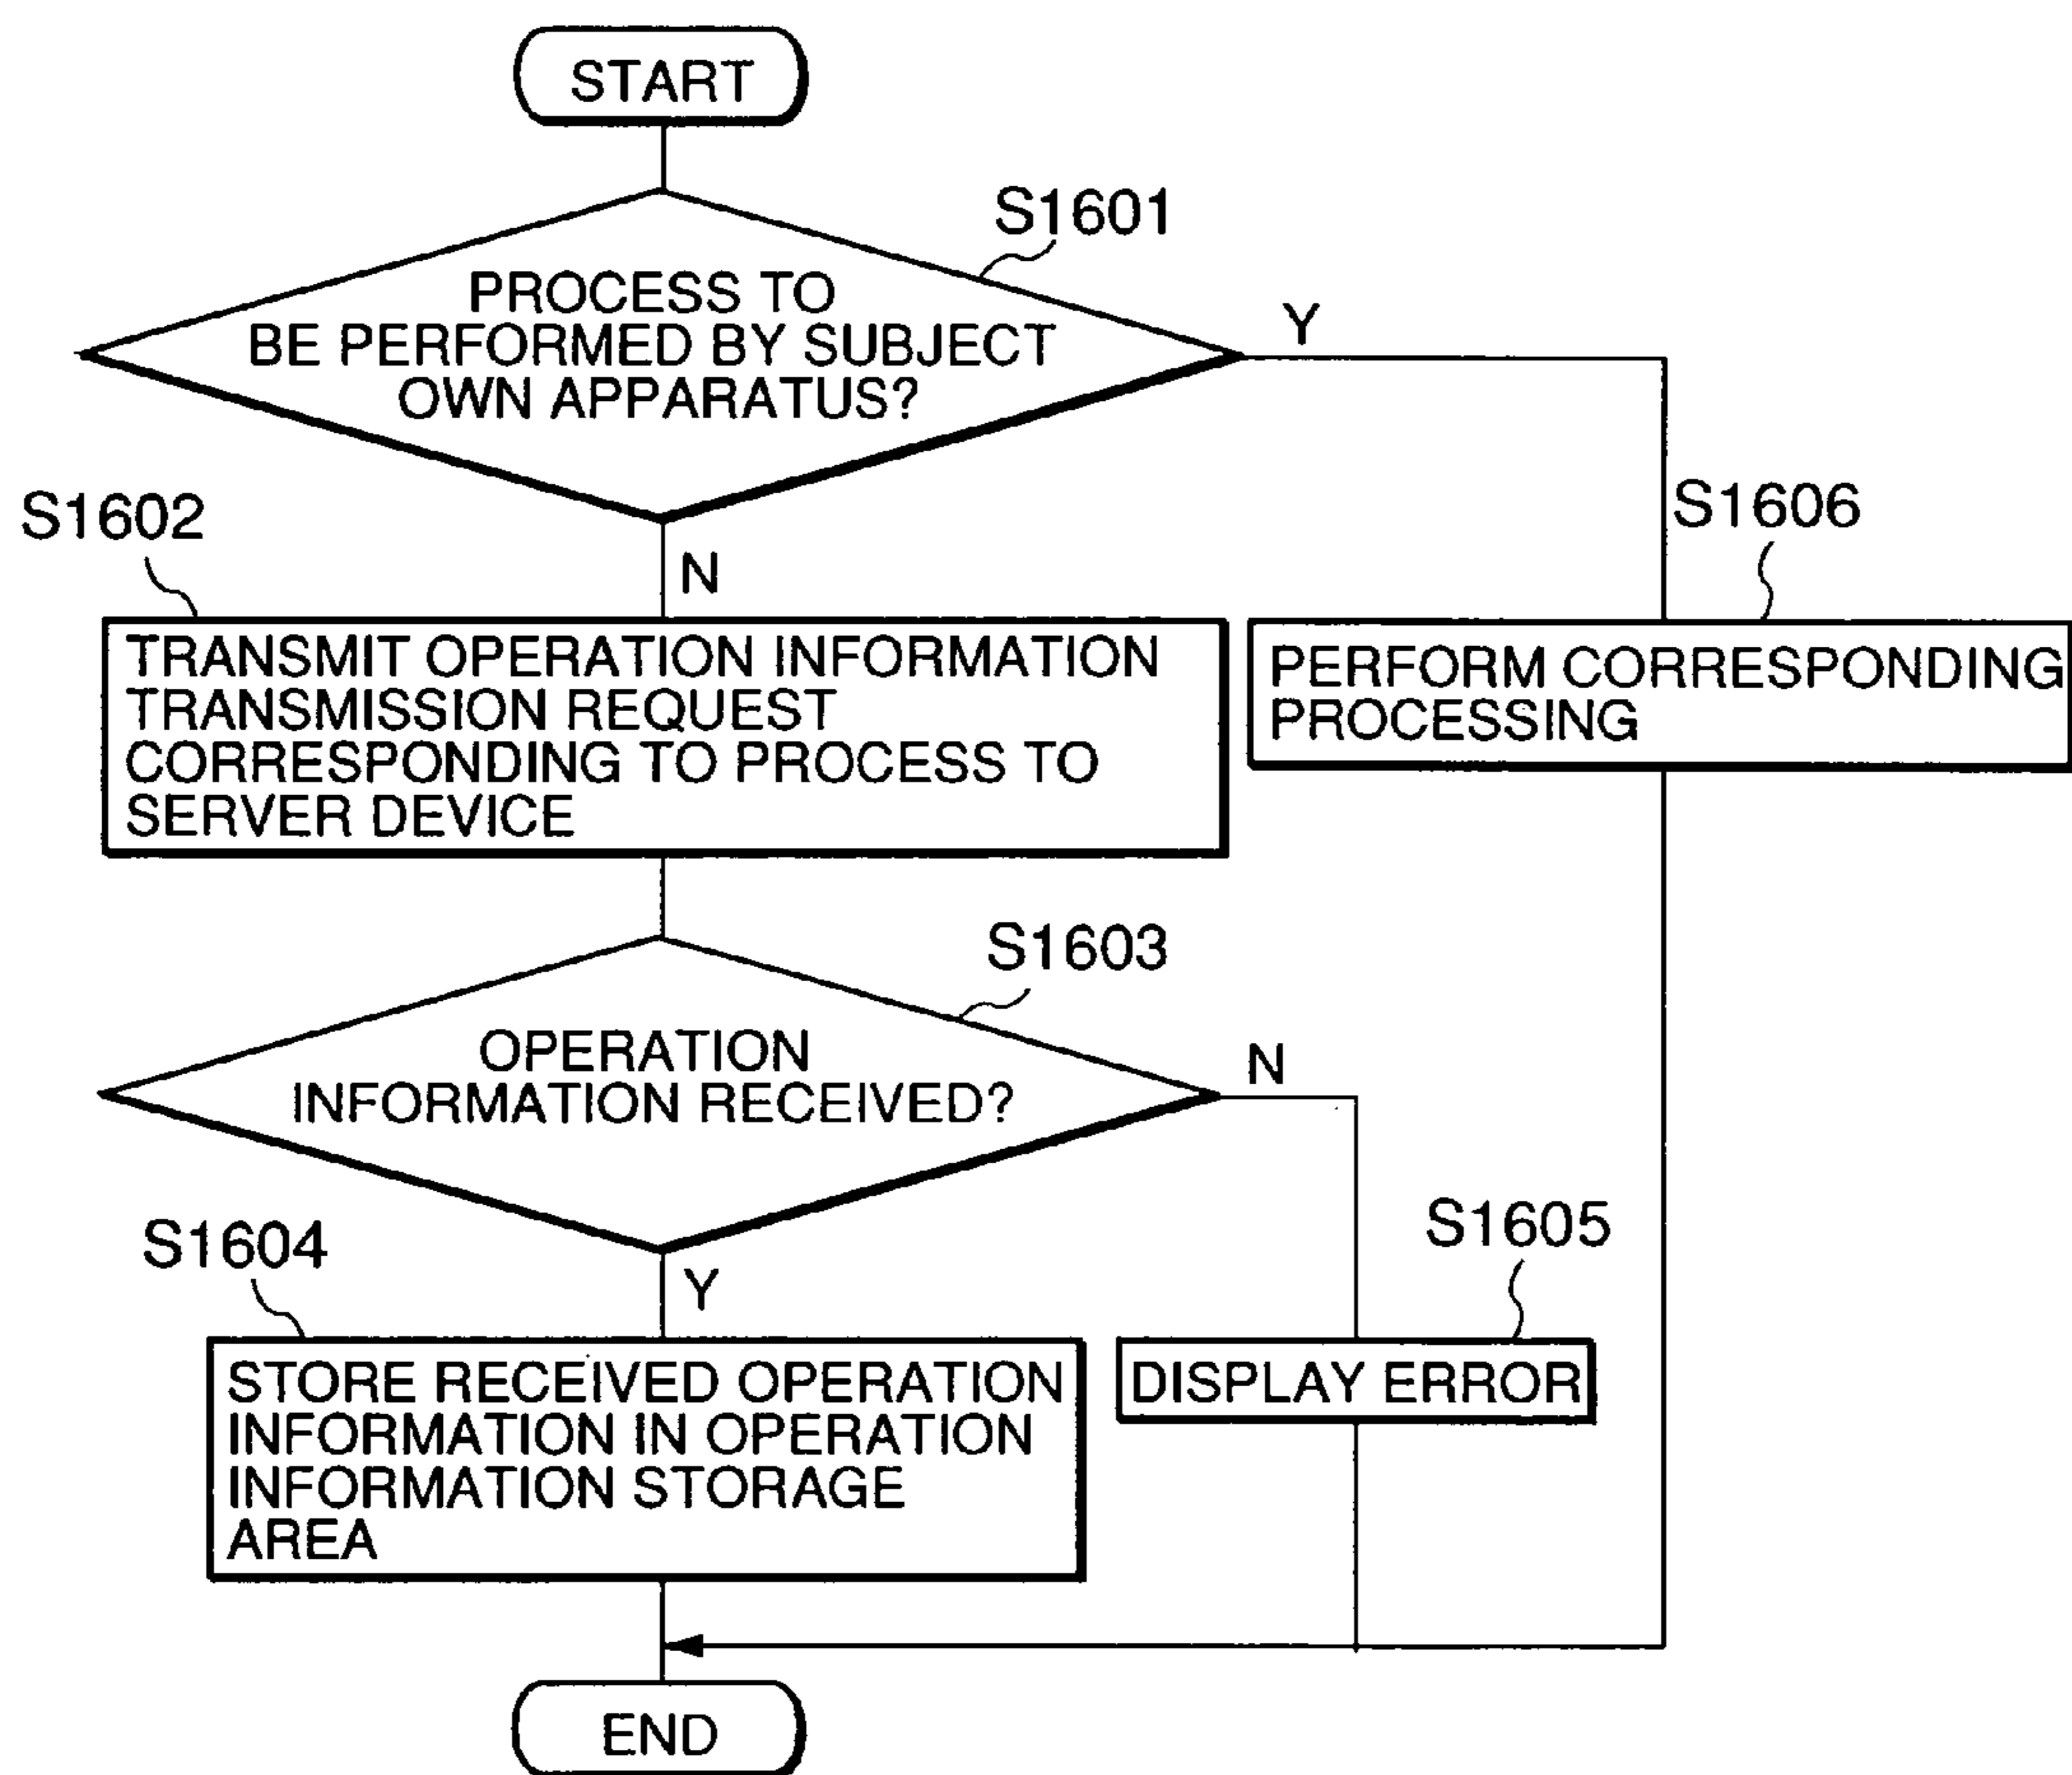 START
S1601
PROCESS TO
BE PERFORMED BY SUBJECT
OWN APPARATUS?
Y
S1602
N
S1606
TRANSMIT OPERATION INFORMATION
TRANSMISSION REQUEST
CORRESPONDING TO PROCESS TO
SERVER DEVICE
PERFORM CORRESPONDING
PROCESSING
S1603
OPERATION
INFORMATION RECEIVED?
N
S1604
Y
S1605
STORE RECEIVED OPERATION
INFORMATION IN OPERATION
INFORMATION STORAGE
AREA
DISPLAY ERROR
END